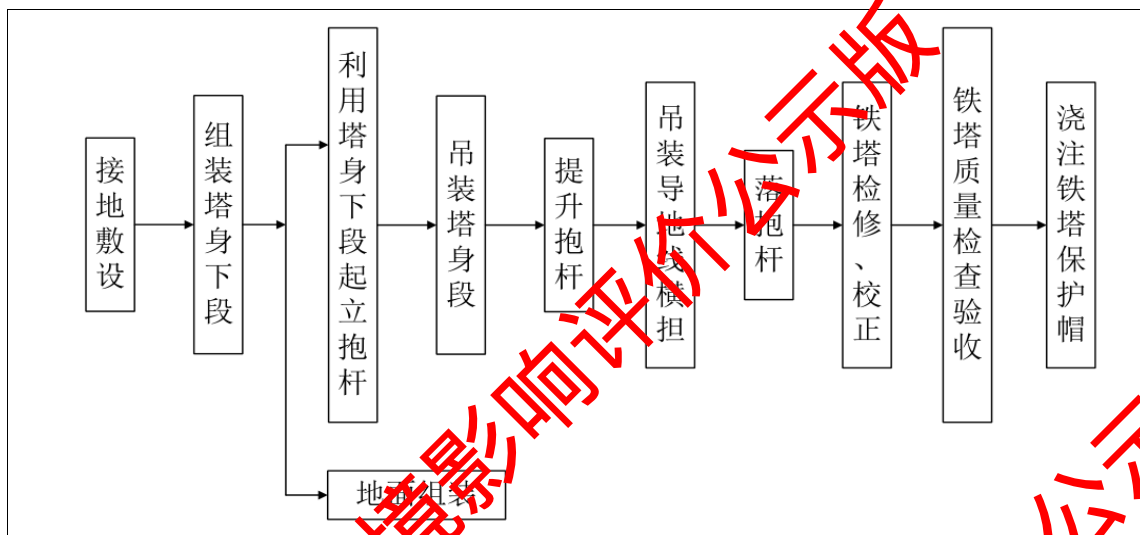 接地敷设
组装塔身下段
利用塔身下段起立抱杆
吊装塔身段
提升抱杆
吊装导地线横担
落抱杆
铁塔检修、校正
铁塔质量检查验收
浇注铁塔保护帽
地面组装
境影响评价公示版
公示